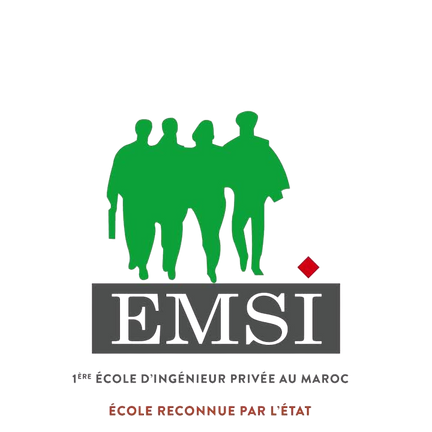 EMSI
1ÈRE ÉCOLE D'INGÉNIEUR PRIVÉE AU MAROC
ÉCOLE RECONNUE PAR L'ÉTAT